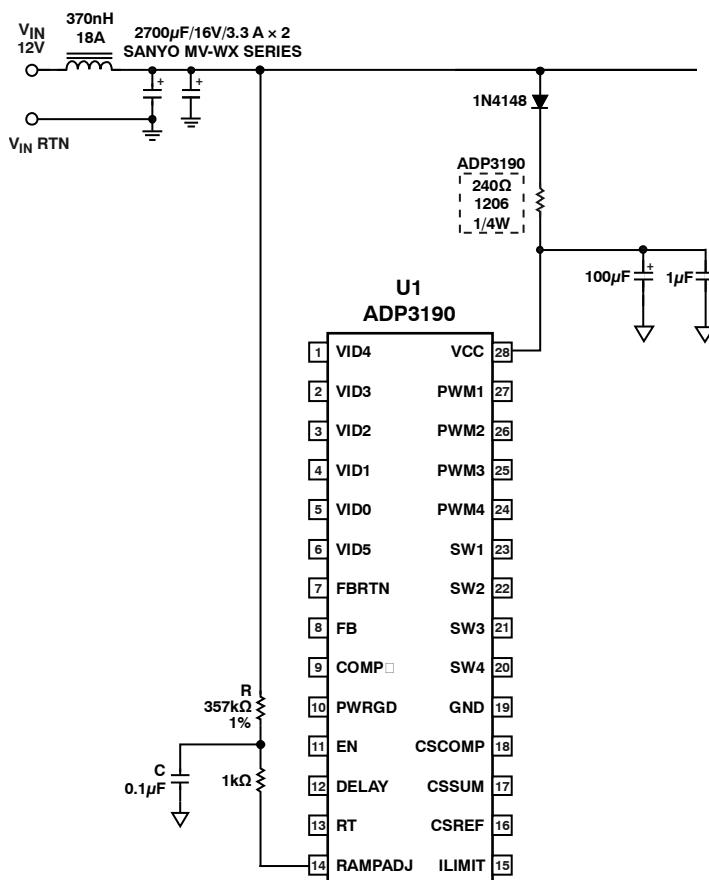 370nH
18A
V_IN
12V
2700µF/16V/3.3 A × 2
SANYO MV-WX SERIES
+
+
V_IN RTN
1N4148
ADP3190
240Ω
1206
1/4W
100µF
+
1µF
U1
ADP3190
1 VID4 VCC 28
2 VID3 PWM1 27
3 VID2 PWM2 26
4 VID1 PWM3 25
5 VID0 PWM4 24
6 VID5 SW1 23
7 FBRTN SW2 22
8 FB SW3 21
9 COMP□ SW4 20
10 PWRGD GND 19
11 EN CSCOMP 18
12 DELAY CSSUM 17
13 RT CSREF 16
14 RAMPADJ ILIMIT 15
R
357kΩ
1%
C
0.1µF
1kΩ